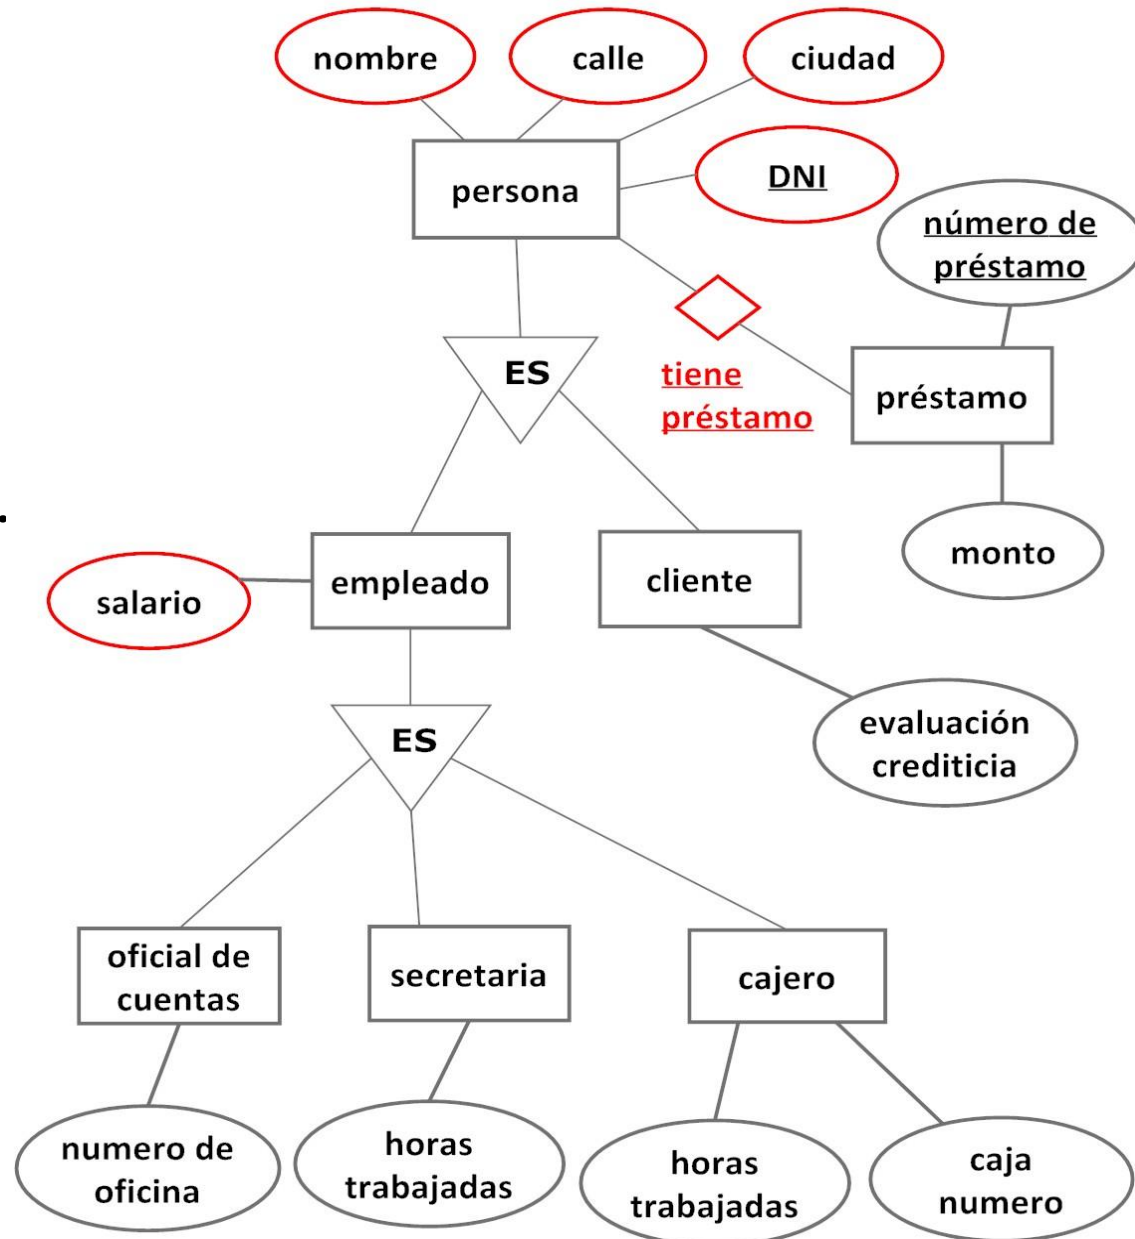 nombre
calle
ciudad
persona
DNI
número de
préstamo
ES
tiene
préstamo
préstamo
monto
salario
empleado
cliente
evaluación
crediticia
ES
oficial de
cuentas
secretaria
cajero
numero de
oficina
horas
trabajadas
horas
trabajadas
caja
numero